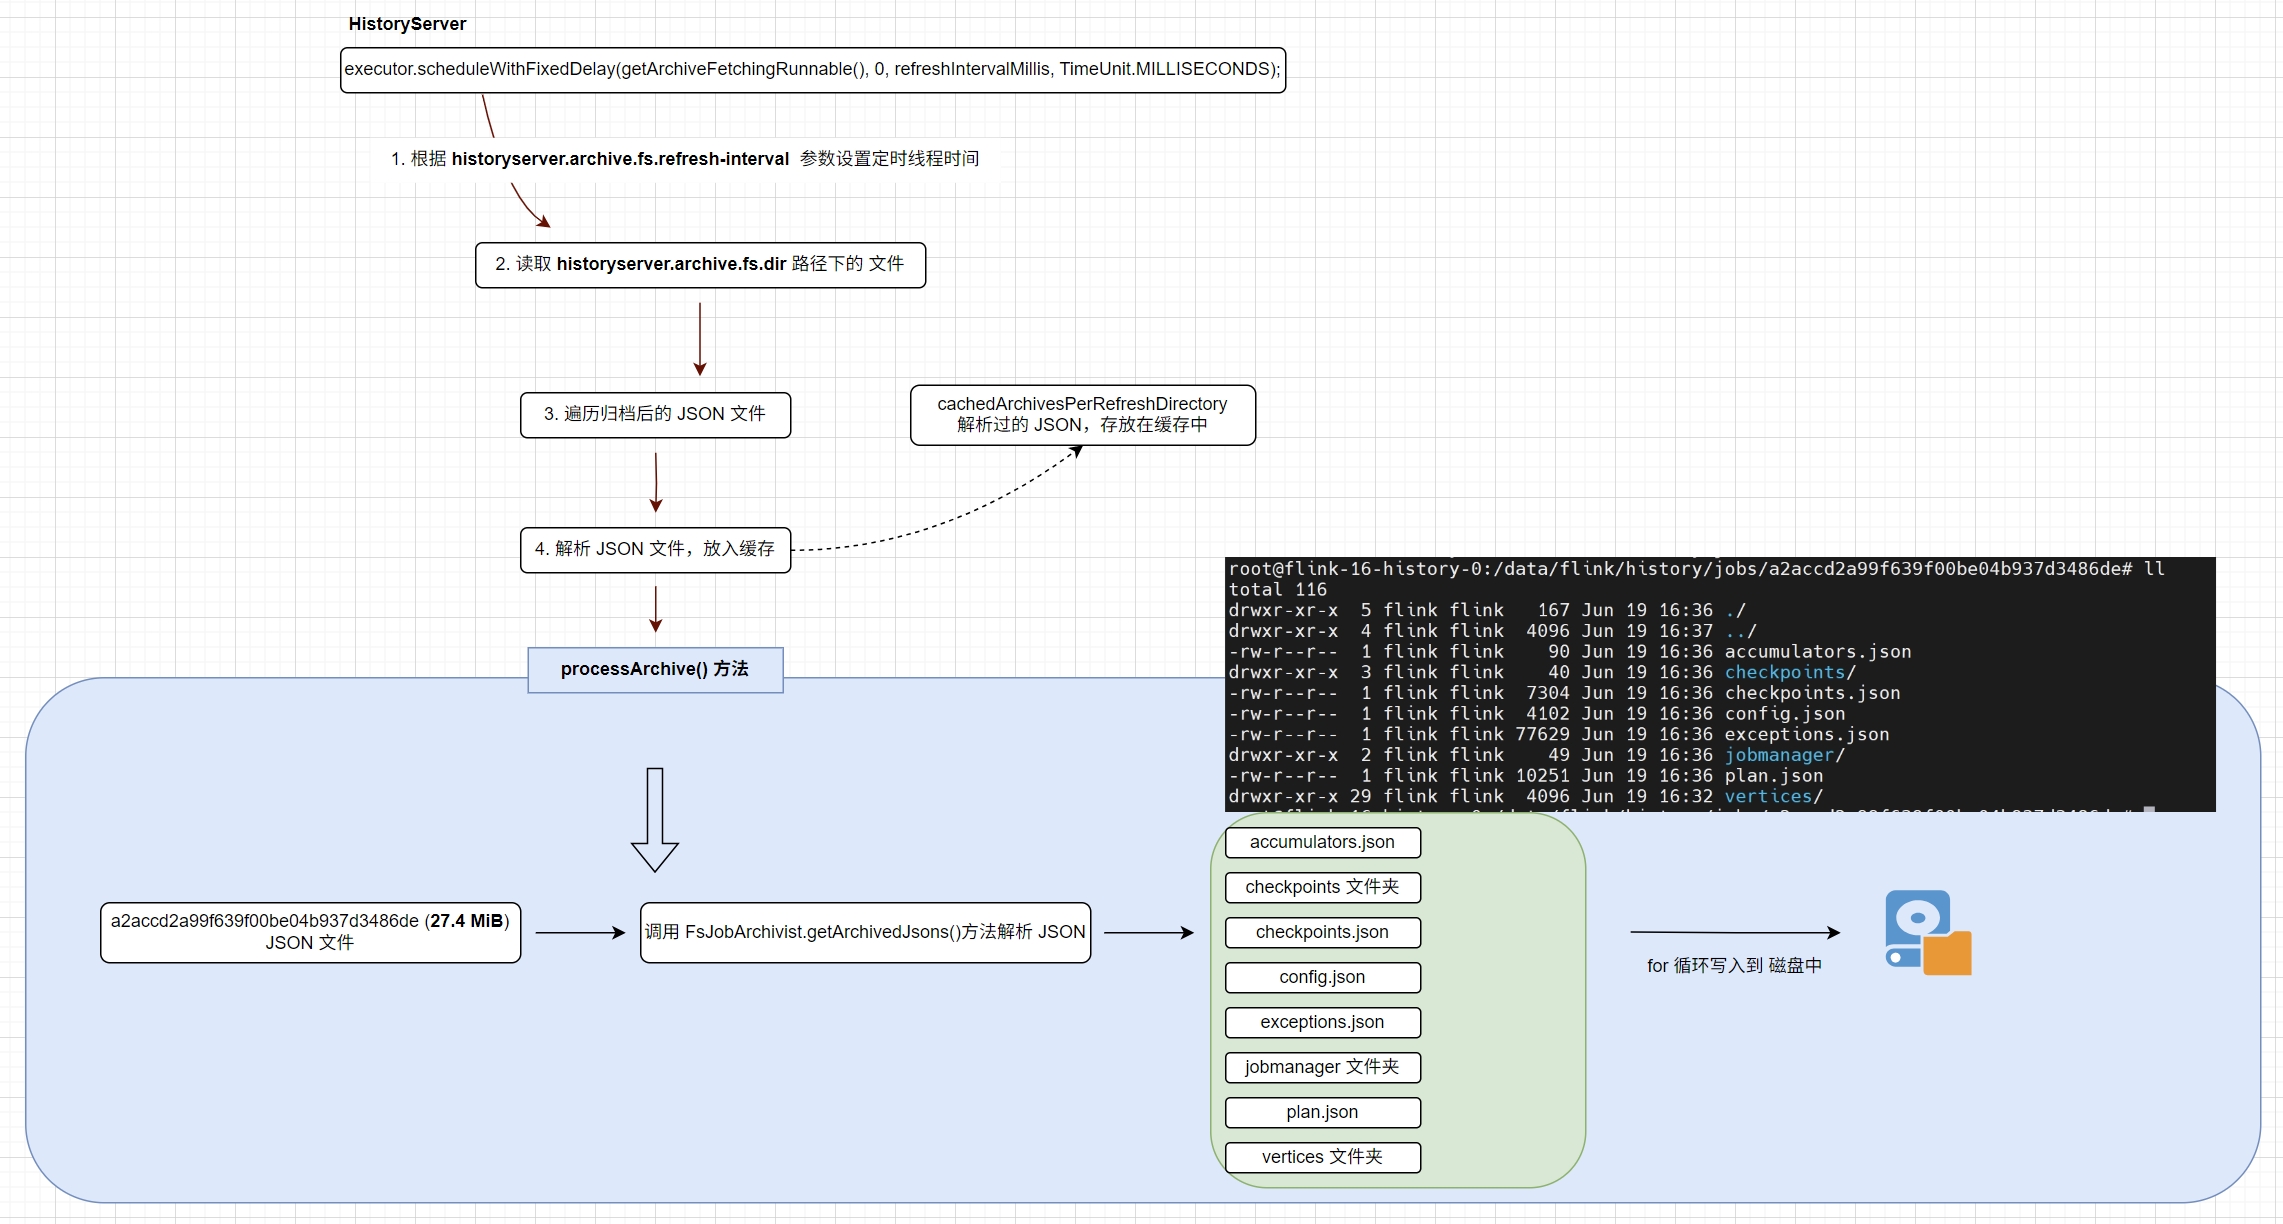 HistoryServer
executor.scheduleWithFixedDelay(getArchiveFetchingRunnable(), 0, refreshIntervalMillis, TimeUnit.MILLISECONDS);
1. 根据 historyserver.archive.fs.refresh-interval 参数设置定时线程时间
2. 读取 historyserver.archive.fs.dir 路径下的 文件
3. 遍历归档后的 JSON 文件
cachedArchivesPerRefreshDirectory
解析过的 JSON，存放在缓存中
4. 解析 JSON 文件，放入缓存
root@flink-16-history-0:/data/flink/history/jobs/a2accd2a99f639f00be04b937d3486de# ll
total 116
drwxr-xr-x  5 flink flink   167 Jun 19 16:36 ./
drwxr-xr-x  4 flink flink  4096 Jun 19 16:37 ../
-rw-r--r--  1 flink flink    90 Jun 19 16:36 accumulators.json
drwxr-xr-x  3 flink flink    40 Jun 19 16:36 checkpoints/
-rw-r--r--  1 flink flink  7304 Jun 19 16:36 checkpoints.json
-rw-r--r--  1 flink flink  4102 Jun 19 16:36 config.json
-rw-r--r--  1 flink flink 77629 Jun 19 16:36 exceptions.json
drwxr-xr-x  2 flink flink    49 Jun 19 16:36 jobmanager/
-rw-r--r--  1 flink flink 10251 Jun 19 16:36 plan.json
drwxr-xr-x 29 flink flink  4096 Jun 19 16:32 vertices/
processArchive() 方法
a2accd2a99f639f00be04b937d3486de (27.4 MiB)
JSON 文件
调用 FsJobArchivist.getArchivedJsons()方法解析 JSON
accumulators.json
checkpoints 文件夹
checkpoints.json
config.json
exceptions.json
jobmanager 文件夹
plan.json
vertices 文件夹
for 循环写入到 磁盘中